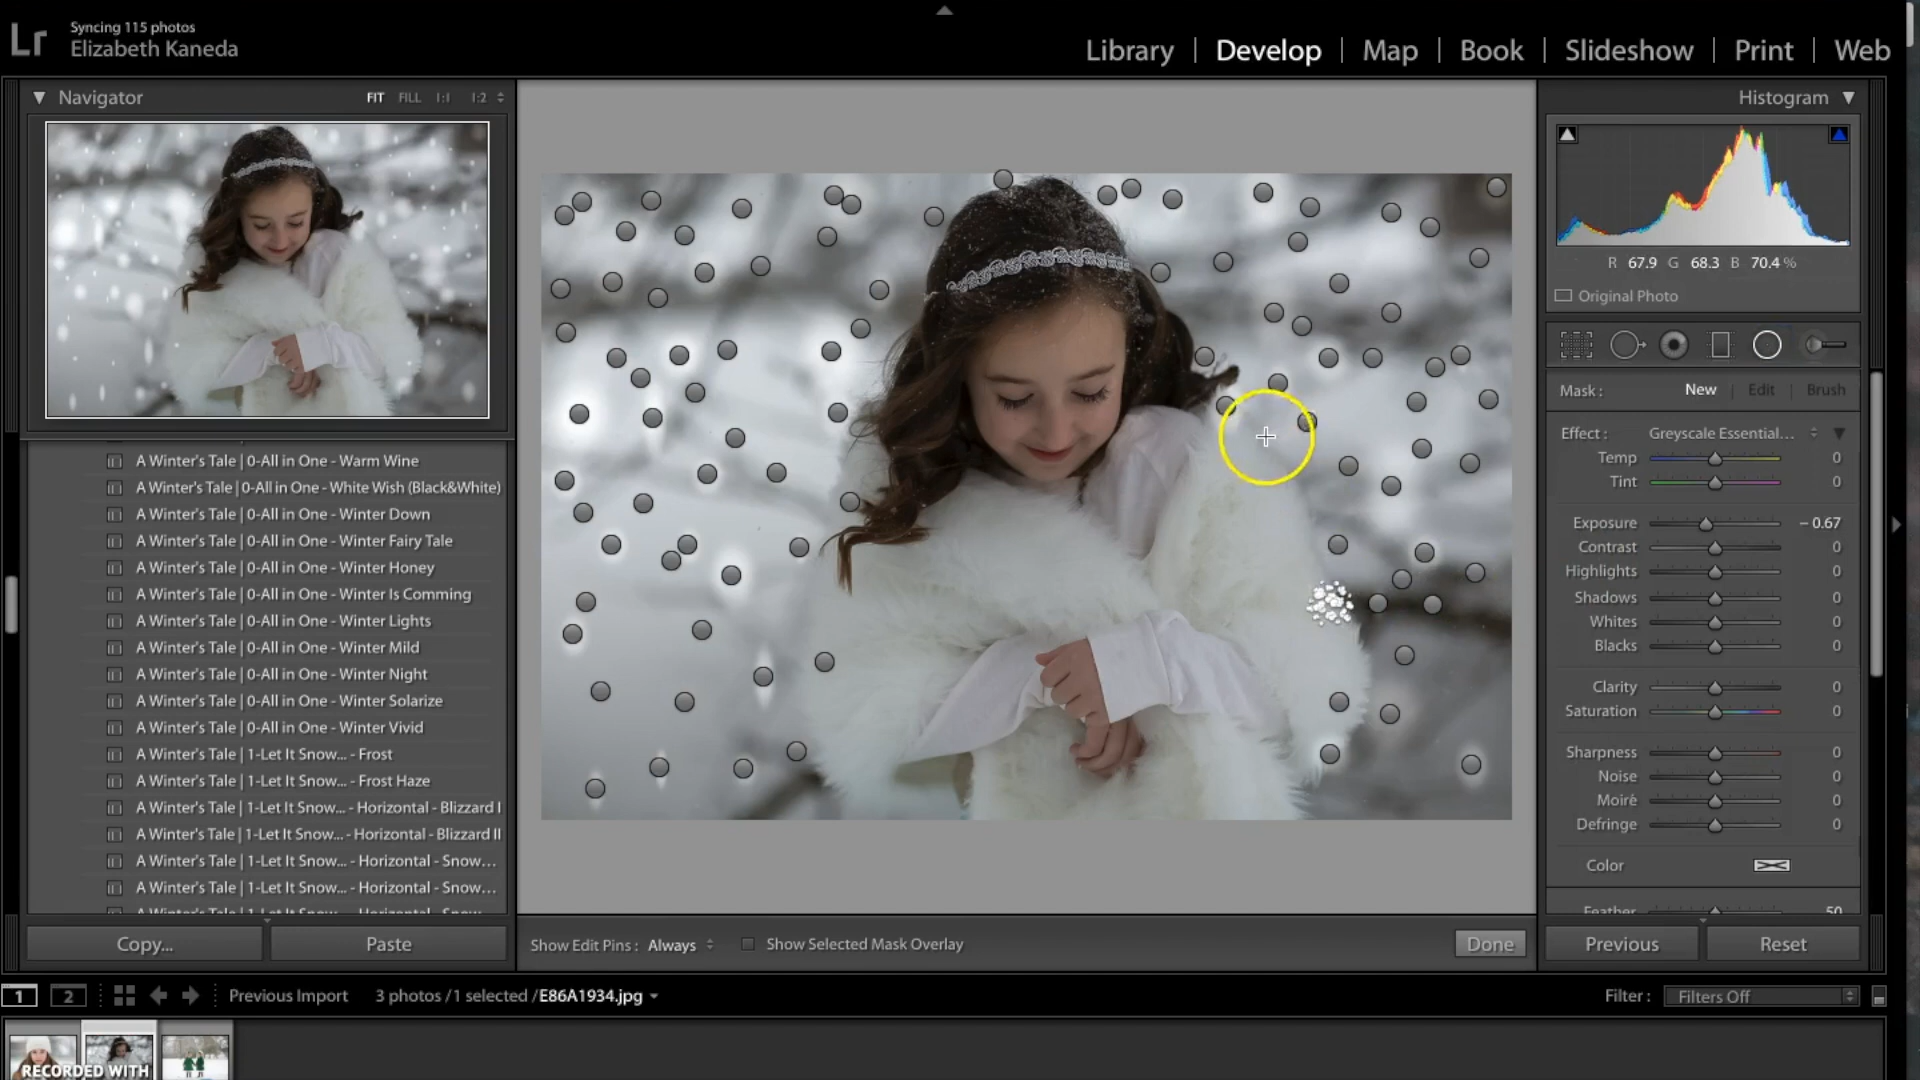 Lr
Syncing 115 photos
Elizabeth Kaneda
Library | Develop | Map | Book | Slideshow | Print | Web
Navigator FIT FILL 1:1 1:2
A Winter's Tale | 0-All in One - Warm Wine
A Winter's Tale | 0-All in One - White Wish (Black&White)
A Winter's Tale | 0-All in One - Winter Down
A Winter's Tale | 0-All in One - Winter Fairy Tale
A Winter's Tale | 0-All in One - Winter Honey
A Winter's Tale | 0-All in One - Winter Is Comming
A Winter's Tale | 0-All in One - Winter Lights
A Winter's Tale | 0-All in One - Winter Mild
A Winter's Tale | 0-All in One - Winter Night
A Winter's Tale | 0-All in One - Winter Solarize
A Winter's Tale | 0-All in One - Winter Vivid
A Winter's Tale | 1-Let It Snow... - Frost
A Winter's Tale | 1-Let It Snow... - Frost Haze
A Winter's Tale | 1-Let It Snow... - Horizontal - Blizzard I
A Winter's Tale | 1-Let It Snow... - Horizontal - Blizzard II
A Winter's Tale | 1-Let It Snow... - Horizontal - Snow...
A Winter's Tale | 1-Let It Snow... - Horizontal - Snow...
Copy... Paste
Histogram
R 67.9 G 68.3 B 70.4 %
Original Photo
Mask : New | Edit | Brush
Effect : Greyscale Essential...
Temp 0
Tint 0
Exposure – 0.67
Contrast 0
Highlights 0
Shadows 0
Whites 0
Blacks 0
Clarity 0
Saturation 0
Sharpness 0
Noise 0
Moiré 0
Defringe 0
Color
Feather 50
Show Edit Pins : Always Show Selected Mask Overlay Done
Previous Reset
1 2 Previous Import 3 photos / 1 selected / E86A1934.jpg Filter : Filters Off
RECORDED WITH